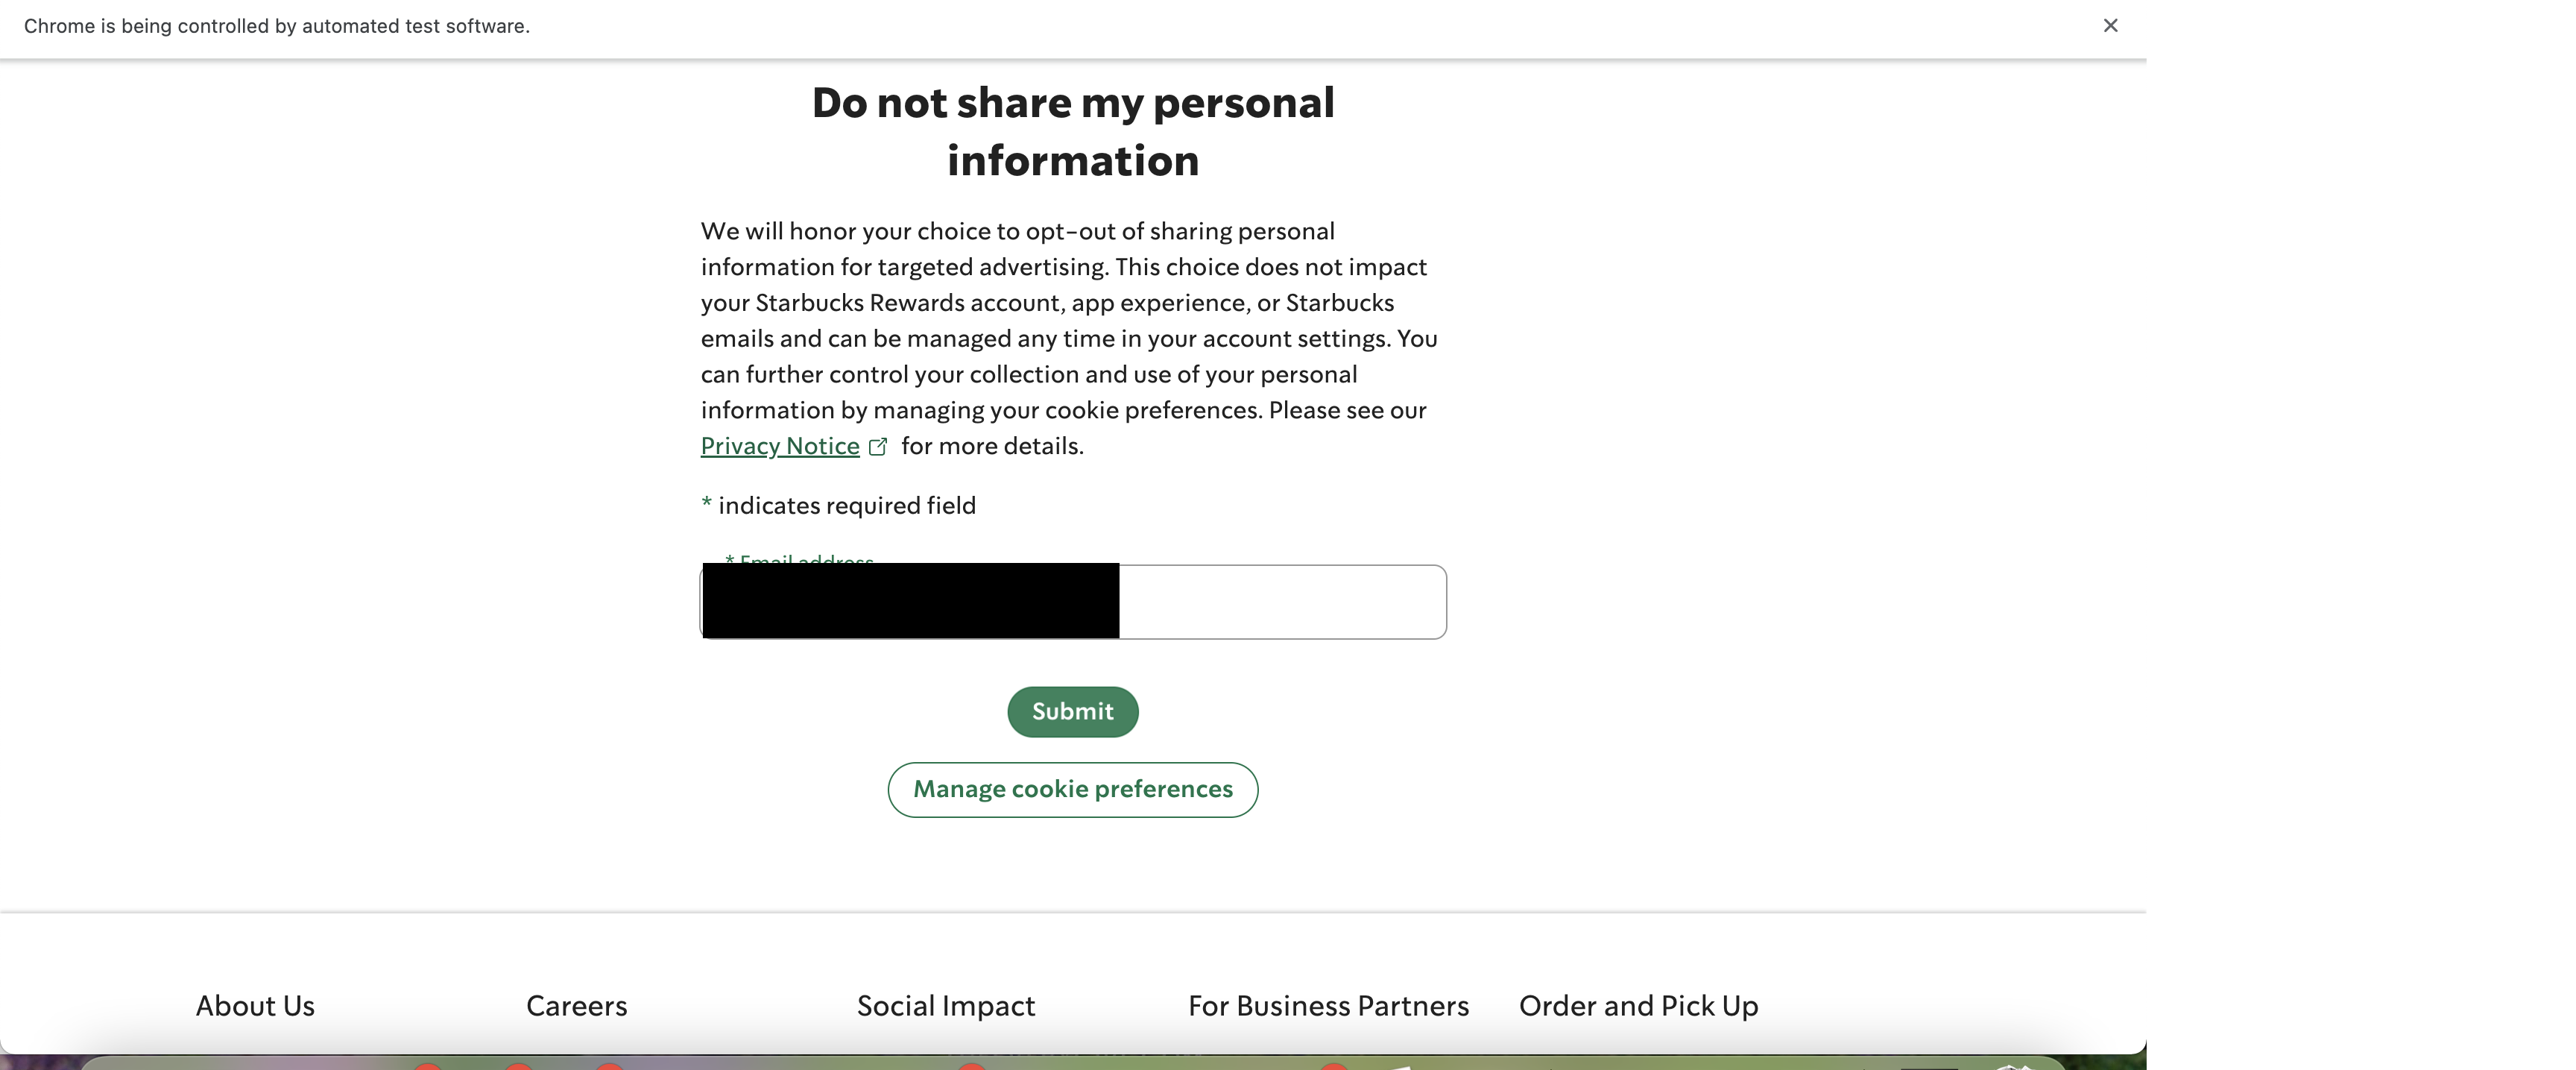 Chrome is being controlled by automated test software.
Do not share my personal
information
We will honor your choice to opt-out of sharing personal
information for targeted advertising. This choice does not impact
your Starbucks Rewards account, app experience, or Starbucks
emails and can be managed any time in your account settings. You
can further control your collection and use of your personal
information by managing your cookie preferences. Please see our
Privacy Notice for more details.
* indicates required field
* Email address
Submit
Manage cookie preferences
About Us
Careers
Social Impact
For Business Partners
Order and Pick Up